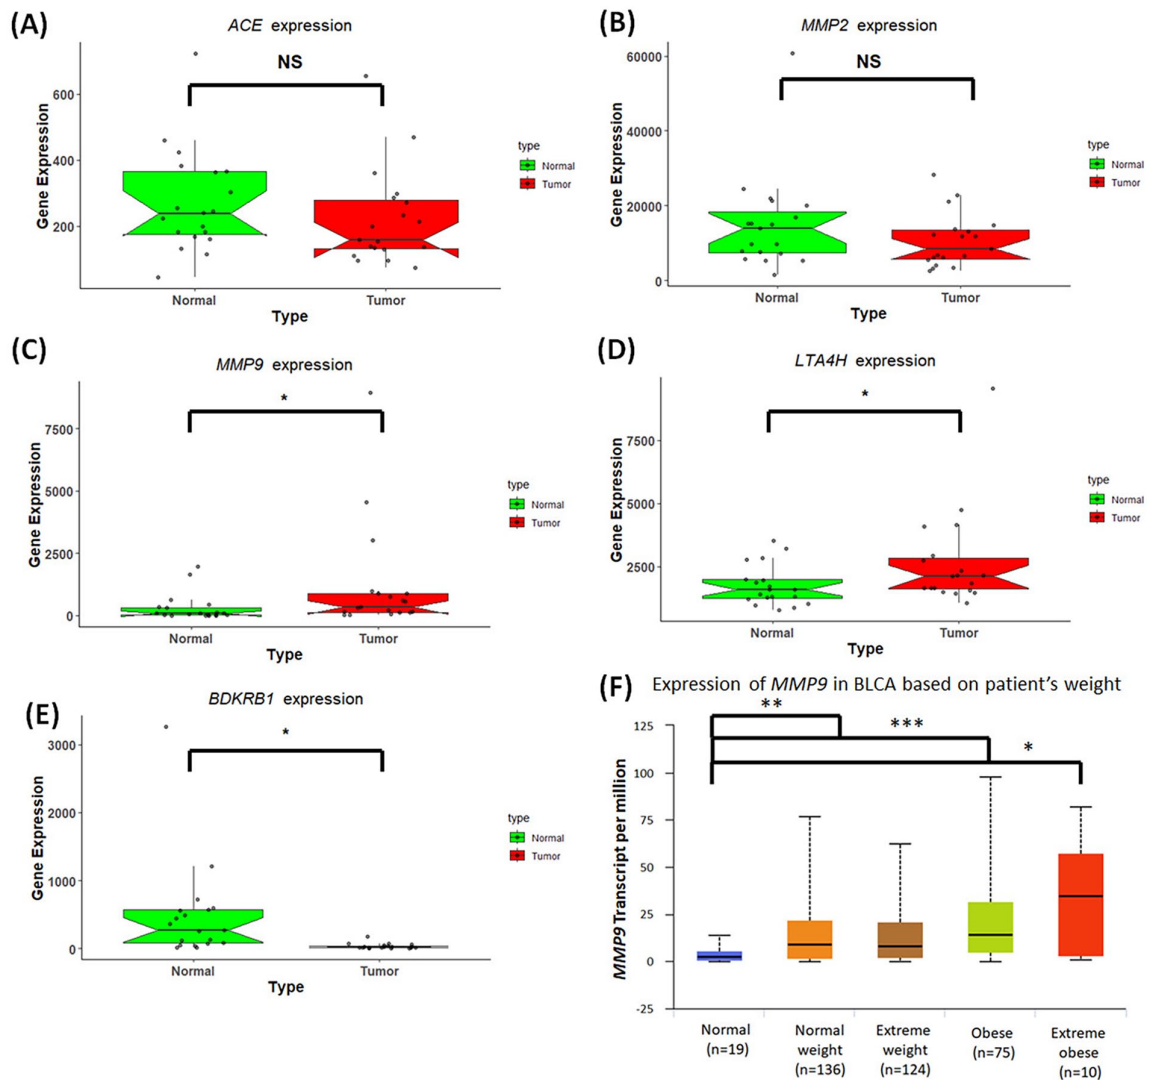 (A)
ACE expression
NS
Gene Expression
600
400
200
Normal
Tumor
Type
type
Normal
Tumor
(B)
MMP2 expression
NS
Gene Expression
60000
40000
20000
0
Normal
Tumor
Type
type
Normal
Tumor
(C)
MMP9 expression
*
Gene Expression
7500
5000
2500
0
Normal
Tumor
Type
type
Normal
Tumor
(D)
LTA4H expression
*
Gene Expression
7500
5000
2500
Normal
Tumor
Type
type
Normal
Tumor
(E)
BDKRB1 expression
*
Gene Expression
3000
2000
1000
0
Normal
Tumor
Type
type
Normal
Tumor
(F)
Expression of MMP9 in BLCA based on patient's weight
**
***
*
MMP9 Transcript per million
125
100
75
50
25
0
-25
Normal
(n=19)
Normal
weight
(n=136)
Extreme
weight
(n=124)
Obese
(n=75)
Extreme
obese
(n=10)